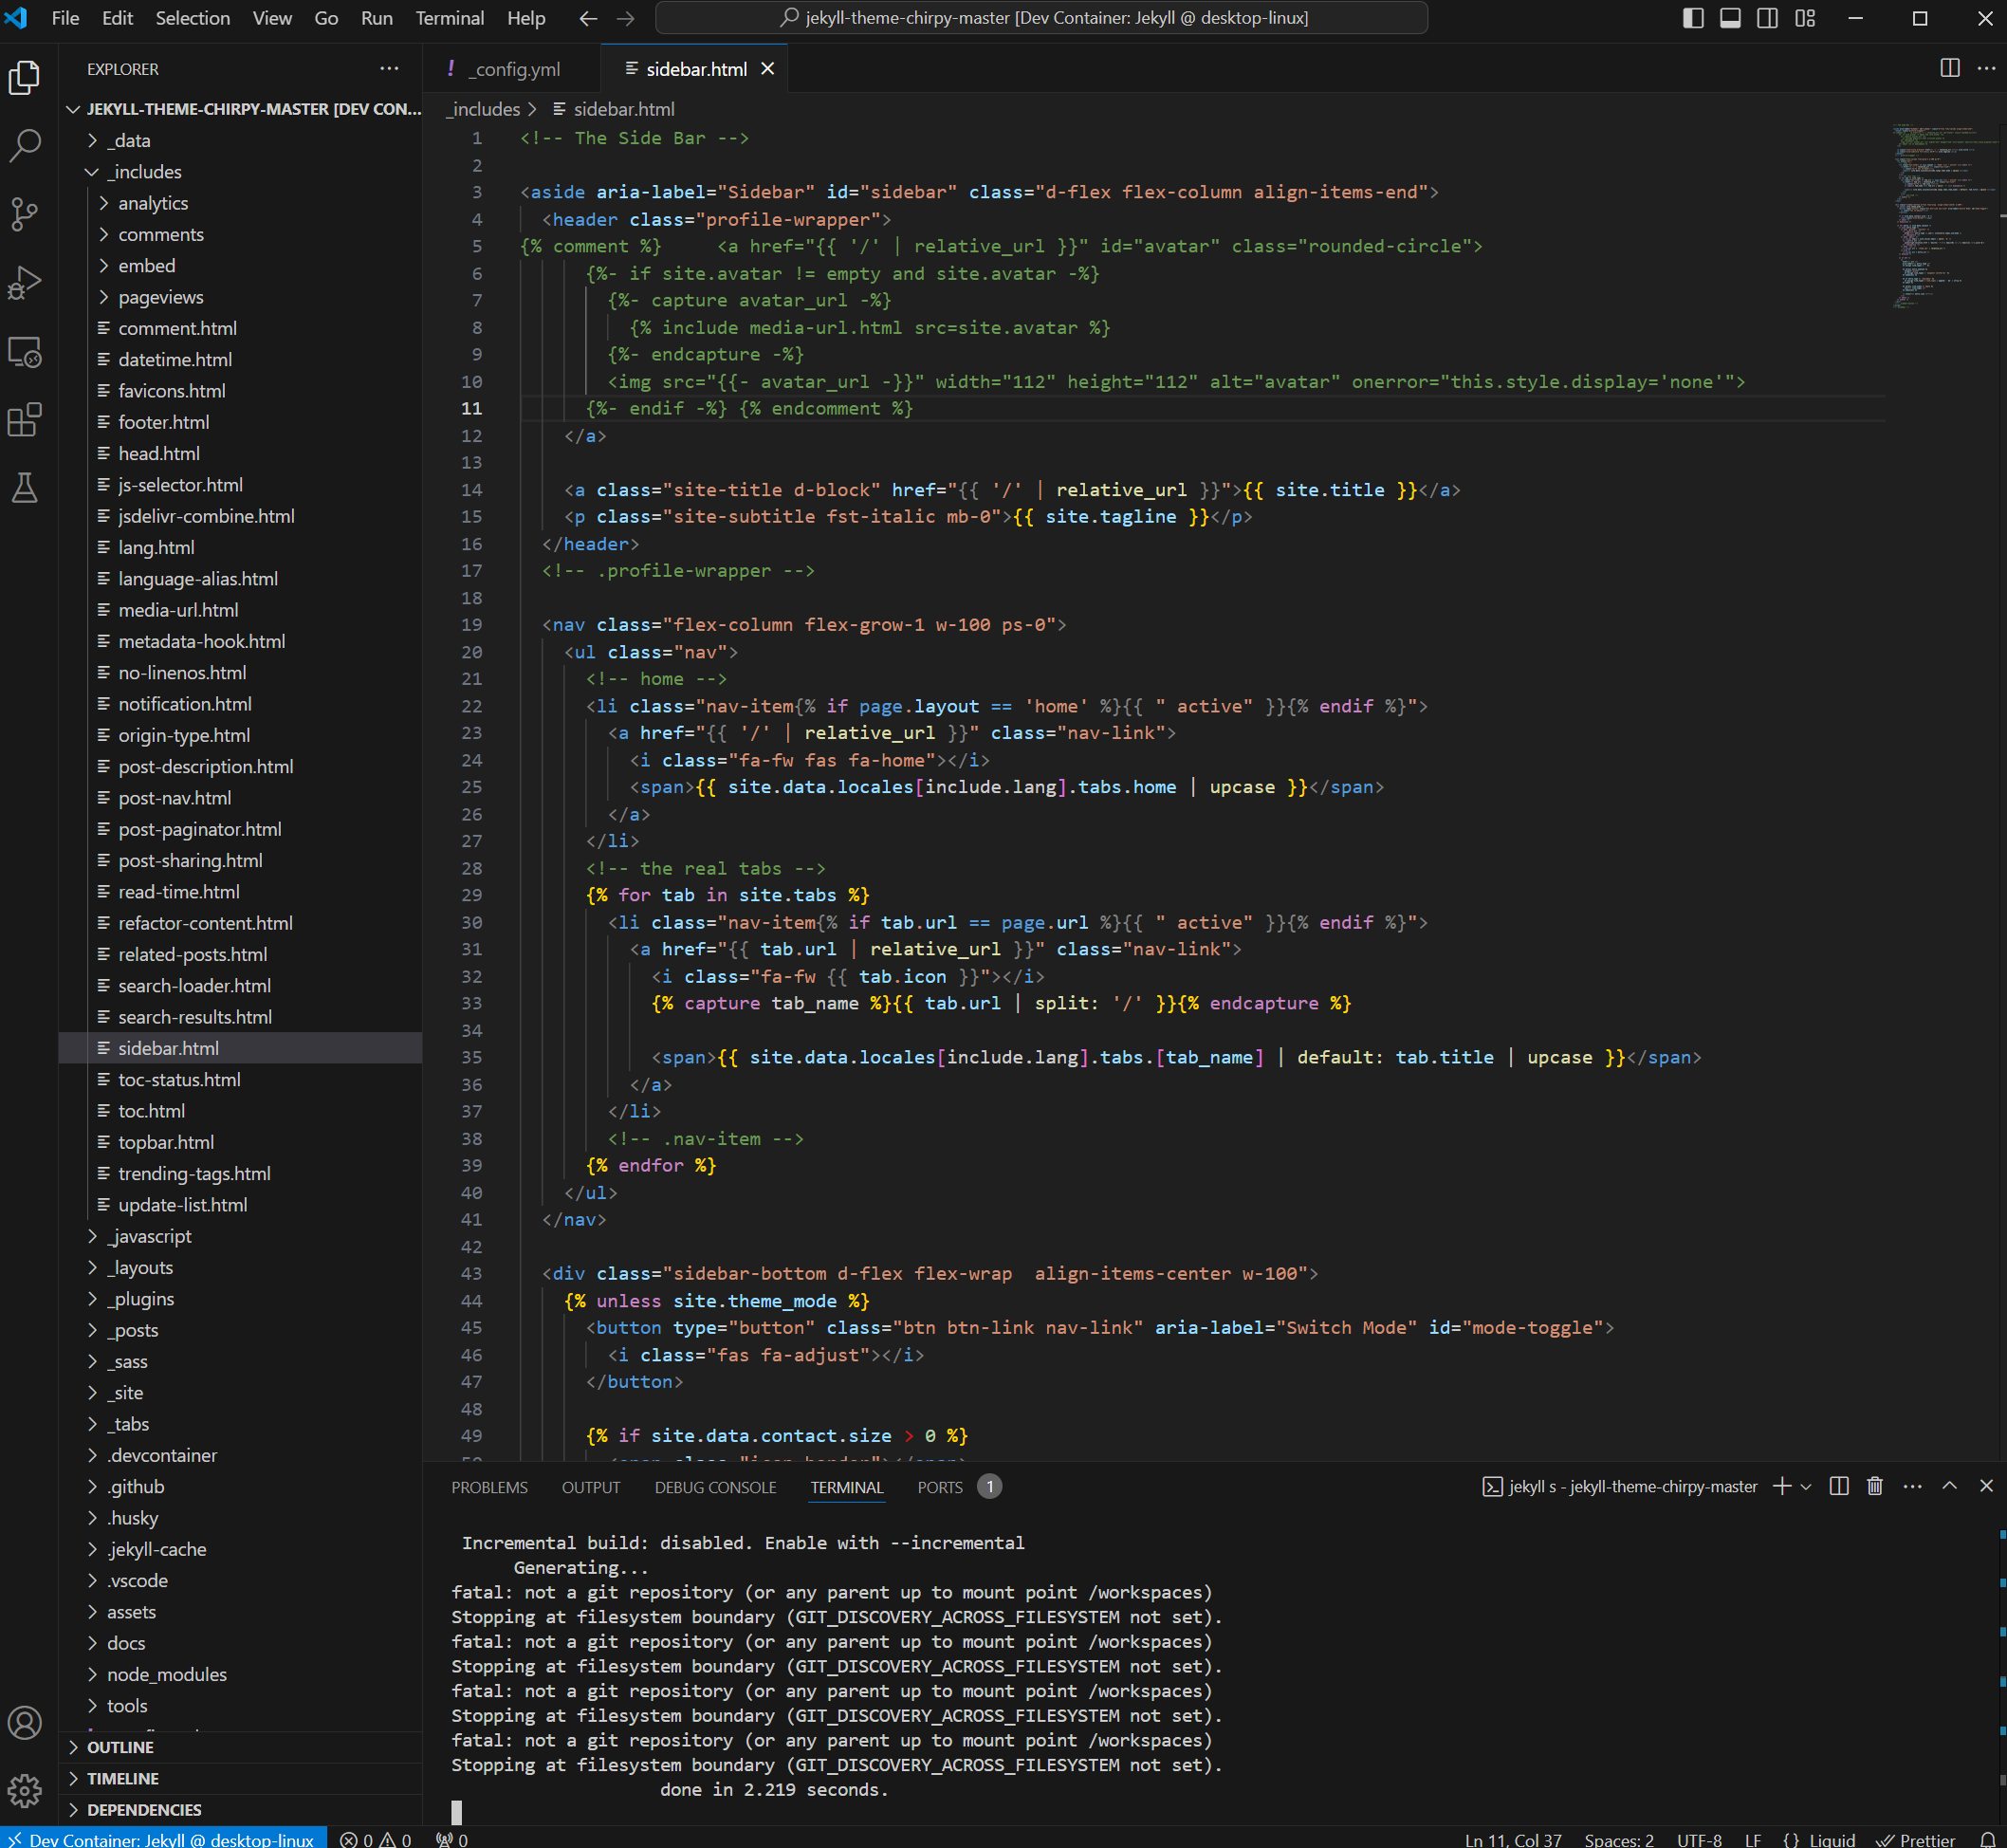 File Edit Selection View Go Run Terminal Help
jekyll-theme-chirpy-master [Dev Container: Jekyll @ desktop-linux]
EXPLORER
JEKYLL-THEME-CHIRPY-MASTER [DEV CON...
_data
_includes
analytics
comments
embed
pageviews
comment.html
datetime.html
favicons.html
footer.html
head.html
js-selector.html
jsdelivr-combine.html
lang.html
language-alias.html
media-url.html
metadata-hook.html
no-linenos.html
notification.html
origin-type.html
post-description.html
post-nav.html
post-paginator.html
post-sharing.html
read-time.html
refactor-content.html
related-posts.html
search-loader.html
search-results.html
sidebar.html
toc-status.html
toc.html
topbar.html
trending-tags.html
update-list.html
_javascript
_layouts
_plugins
_posts
_sass
_site
_tabs
.devcontainer
.github
.husky
.jekyll-cache
.vscode
assets
docs
node_modules
tools
OUTLINE
TIMELINE
DEPENDENCIES
! _config.yml
sidebar.html
_includes > sidebar.html
1 <!-- The Side Bar -->
2
3 <aside aria-label="Sidebar" id="sidebar" class="d-flex flex-column align-items-end">
4 <header class="profile-wrapper">
5 {% comment %} <a href="{{ '/' | relative_url }}" id="avatar" class="rounded-circle">
6 {%- if site.avatar != empty and site.avatar -%}
7 {%- capture avatar_url -%}
8 {% include media-url.html src=site.avatar %}
9 {%- endcapture -%}
10 <img src="{{- avatar_url -}}" width="112" height="112" alt="avatar" onerror="this.style.display='none'">
11 {%- endif -%} {% endcomment %}
12 </a>
13
14 <a class="site-title d-block" href="{{ '/' | relative_url }}">{{ site.title }}</a>
15 <p class="site-subtitle fst-italic mb-0">{{ site.tagline }}</p>
16 </header>
17 <!-- .profile-wrapper -->
18
19 <nav class="flex-column flex-grow-1 w-100 ps-0">
20 <ul class="nav">
21 <!-- home -->
22 <li class="nav-item{% if page.layout == 'home' %}{{ " active" }}{% endif %}">
23 <a href="{{ '/' | relative_url }}" class="nav-link">
24 <i class="fa-fw fas fa-home"></i>
25 <span>{{ site.data.locales[include.lang].tabs.home | upcase }}</span>
26 </a>
27 </li>
28 <!-- the real tabs -->
29 {% for tab in site.tabs %}
30 <li class="nav-item{% if tab.url == page.url %}{{ " active" }}{% endif %}">
31 <a href="{{ tab.url | relative_url }}" class="nav-link">
32 <i class="fa-fw {{ tab.icon }}"></i>
33 {% capture tab_name %}{{ tab.url | split: '/' }}{% endcapture %}
34
35 <span>{{ site.data.locales[include.lang].tabs.[tab_name] | default: tab.title | upcase }}</span>
36 </a>
37 </li>
38 <!-- .nav-item -->
39 {% endfor %}
40 </ul>
41 </nav>
42
43 <div class="sidebar-bottom d-flex flex-wrap  align-items-center w-100">
44 {% unless site.theme_mode %}
45 <button type="button" class="btn btn-link nav-link" aria-label="Switch Mode" id="mode-toggle">
46 <i class="fas fa-adjust"></i>
47 </button>
48
49 {% if site.data.contact.size > 0 %}
PROBLEMS OUTPUT DEBUG CONSOLE TERMINAL PORTS 1
jekyll s - jekyll-theme-chirpy-master
Incremental build: disabled. Enable with --incremental
Generating...
fatal: not a git repository (or any parent up to mount point /workspaces)
Stopping at filesystem boundary (GIT_DISCOVERY_ACROSS_FILESYSTEM not set).
fatal: not a git repository (or any parent up to mount point /workspaces)
Stopping at filesystem boundary (GIT_DISCOVERY_ACROSS_FILESYSTEM not set).
fatal: not a git repository (or any parent up to mount point /workspaces)
Stopping at filesystem boundary (GIT_DISCOVERY_ACROSS_FILESYSTEM not set).
fatal: not a git repository (or any parent up to mount point /workspaces)
Stopping at filesystem boundary (GIT_DISCOVERY_ACROSS_FILESYSTEM not set).
done in 2.219 seconds.
Dev Container: Jekyll @ desktop-linux 0 0 0 Ln 11, Col 37 Spaces: 2 UTF-8 LF {} Liquid Prettier